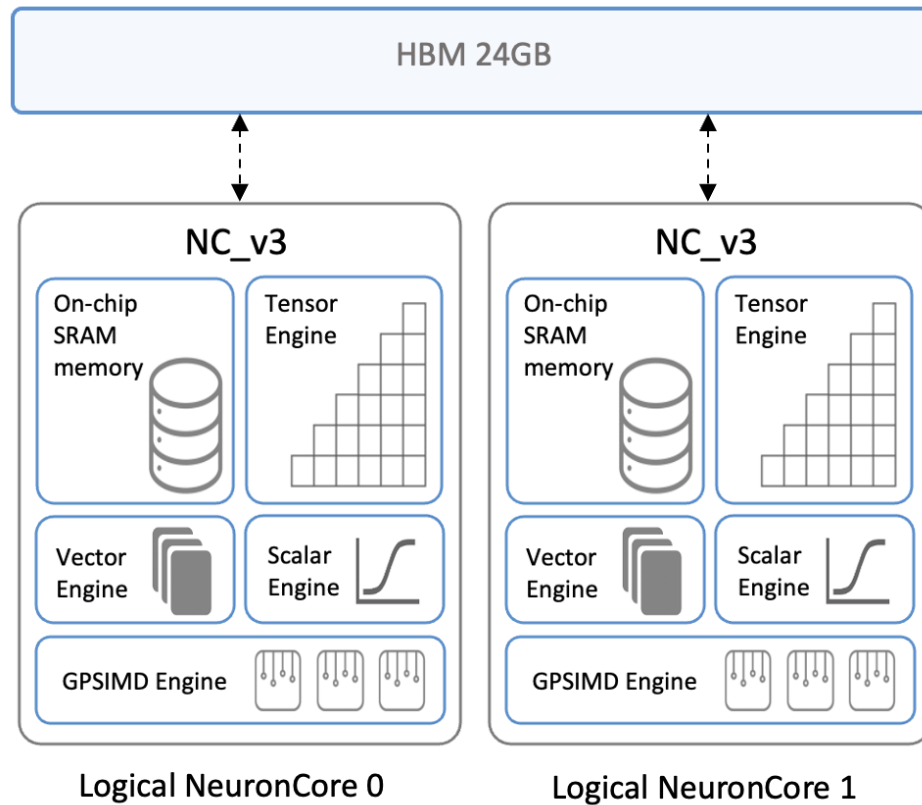 HBM 24GB
NC_v3
On-chip
SRAM
memory
Tensor
Engine
Vector
Engine
Scalar
Engine
GPSIMD Engine
Logical NeuronCore 0
NC_v3
On-chip
SRAM
memory
Tensor
Engine
Vector
Engine
Scalar
Engine
GPSIMD Engine
Logical NeuronCore 1